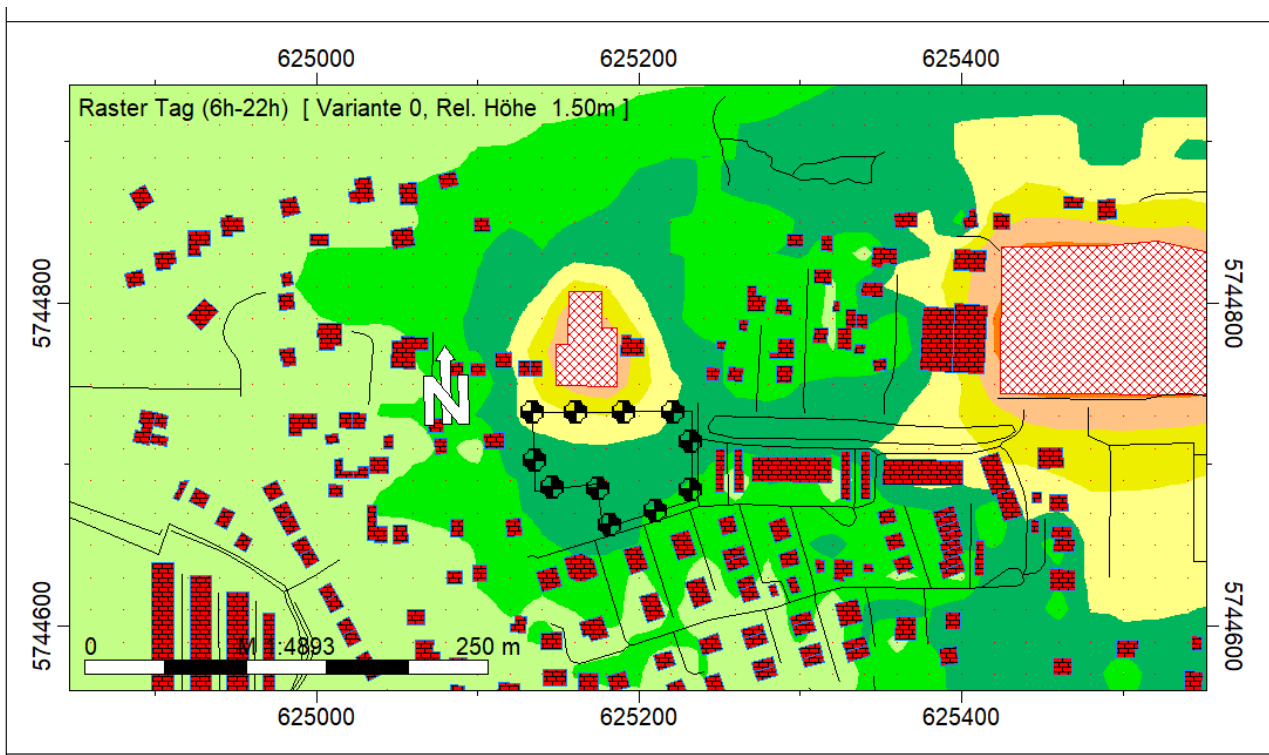 625000 625200 625400
Raster Tag (6h-22h) [ Variante 0, Rel. Höhe 1.50m ]
5744800 5744800
N
5744600 5744600
0 M 1:4893 250 m
625000 625200 625400